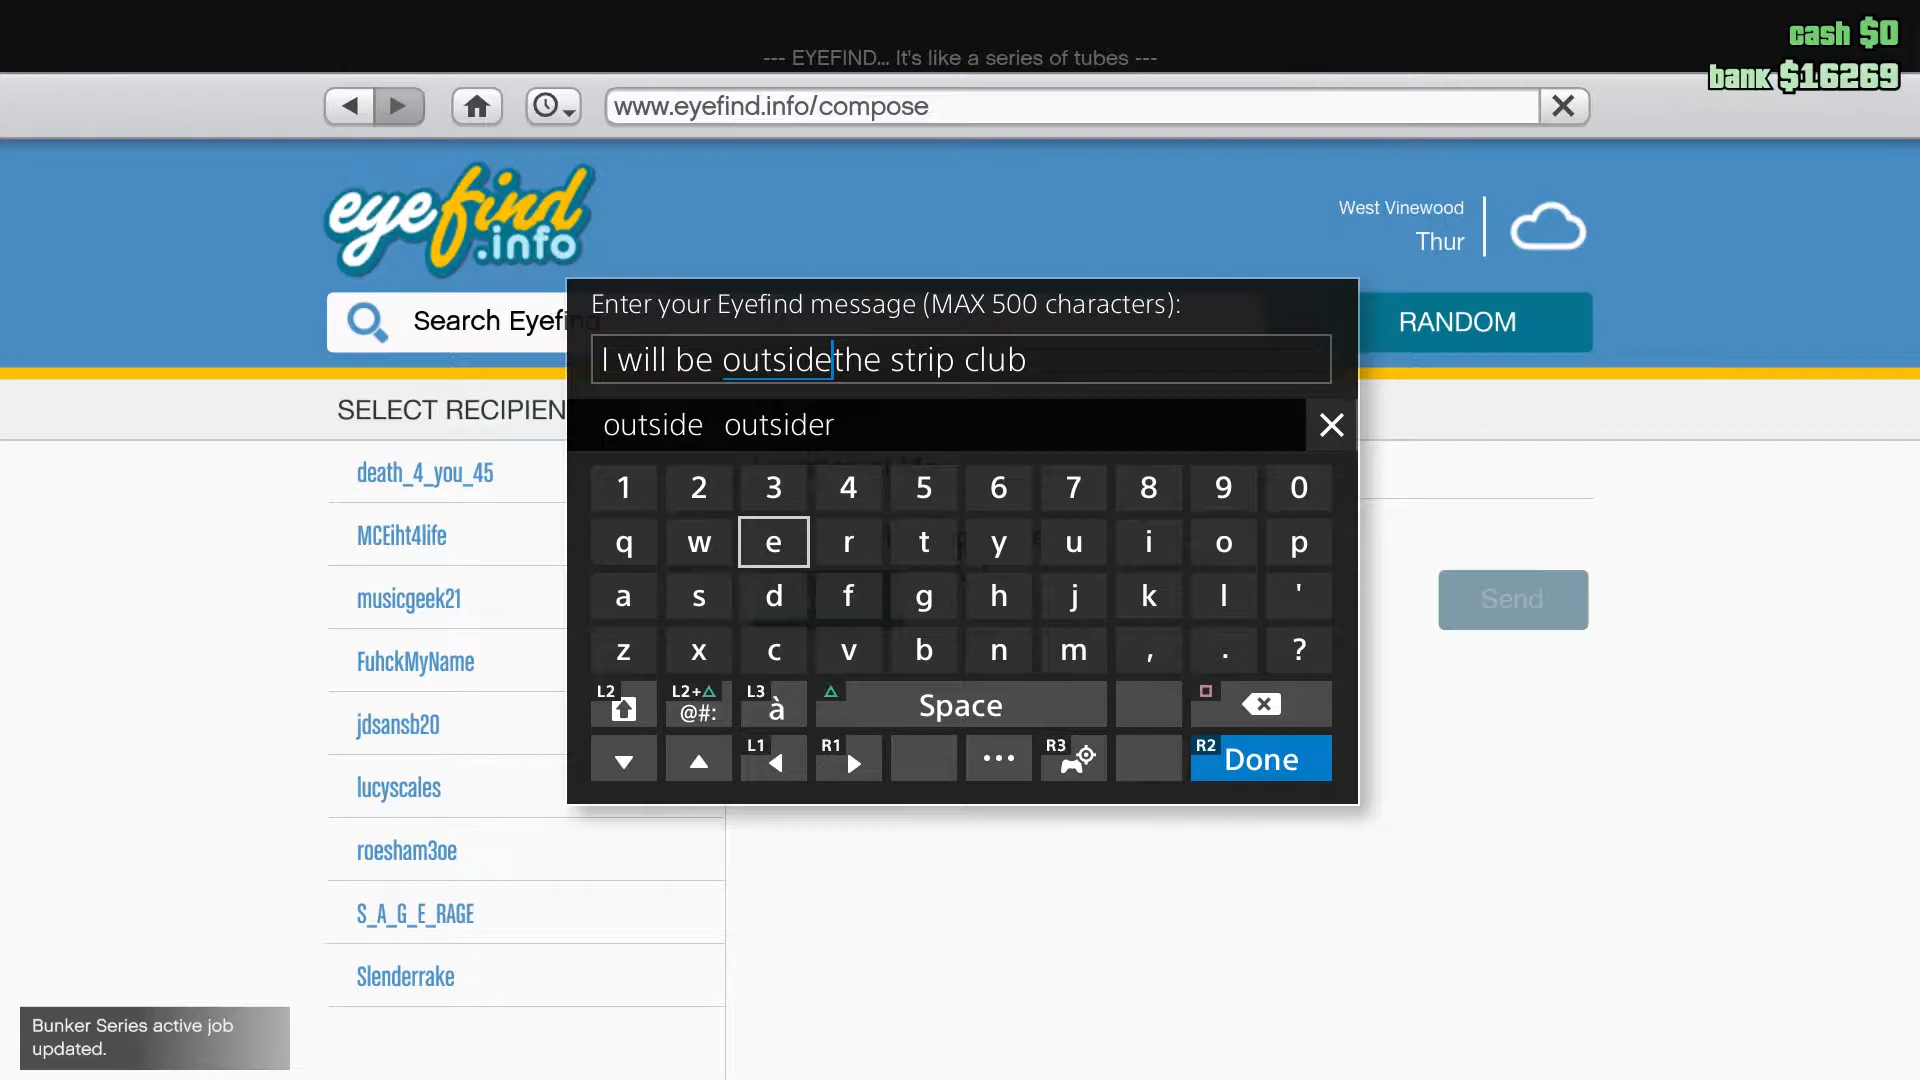 cash $0
--- EYEFIND... It's like a series of tubes ---
bank $16269
www.eyefind.info/compose
eyefind
.info
West Vinewood
Thur
Search Eyefind
RANDOM
Enter your Eyefind message (MAX 500 characters):
I will be outsidethe strip club
SELECT RECIPIEN
outside outsider
death_4_you_45
MCEiht4life
musicgeek21
FuhckMyName
jdsansb20
lucyscales
roesham3oe
S_A_G_E_RAGE
Slenderrake
1 2 3 4 5 6 7 8 9 0
q w e r t y u i o p
a s d f g h j k l '
z x c v b n m , . ?
L2 L2+△ @#: L3 à △ Space
L1 R1 ... R3 R2 Done
Send
Bunker Series active job
updated.